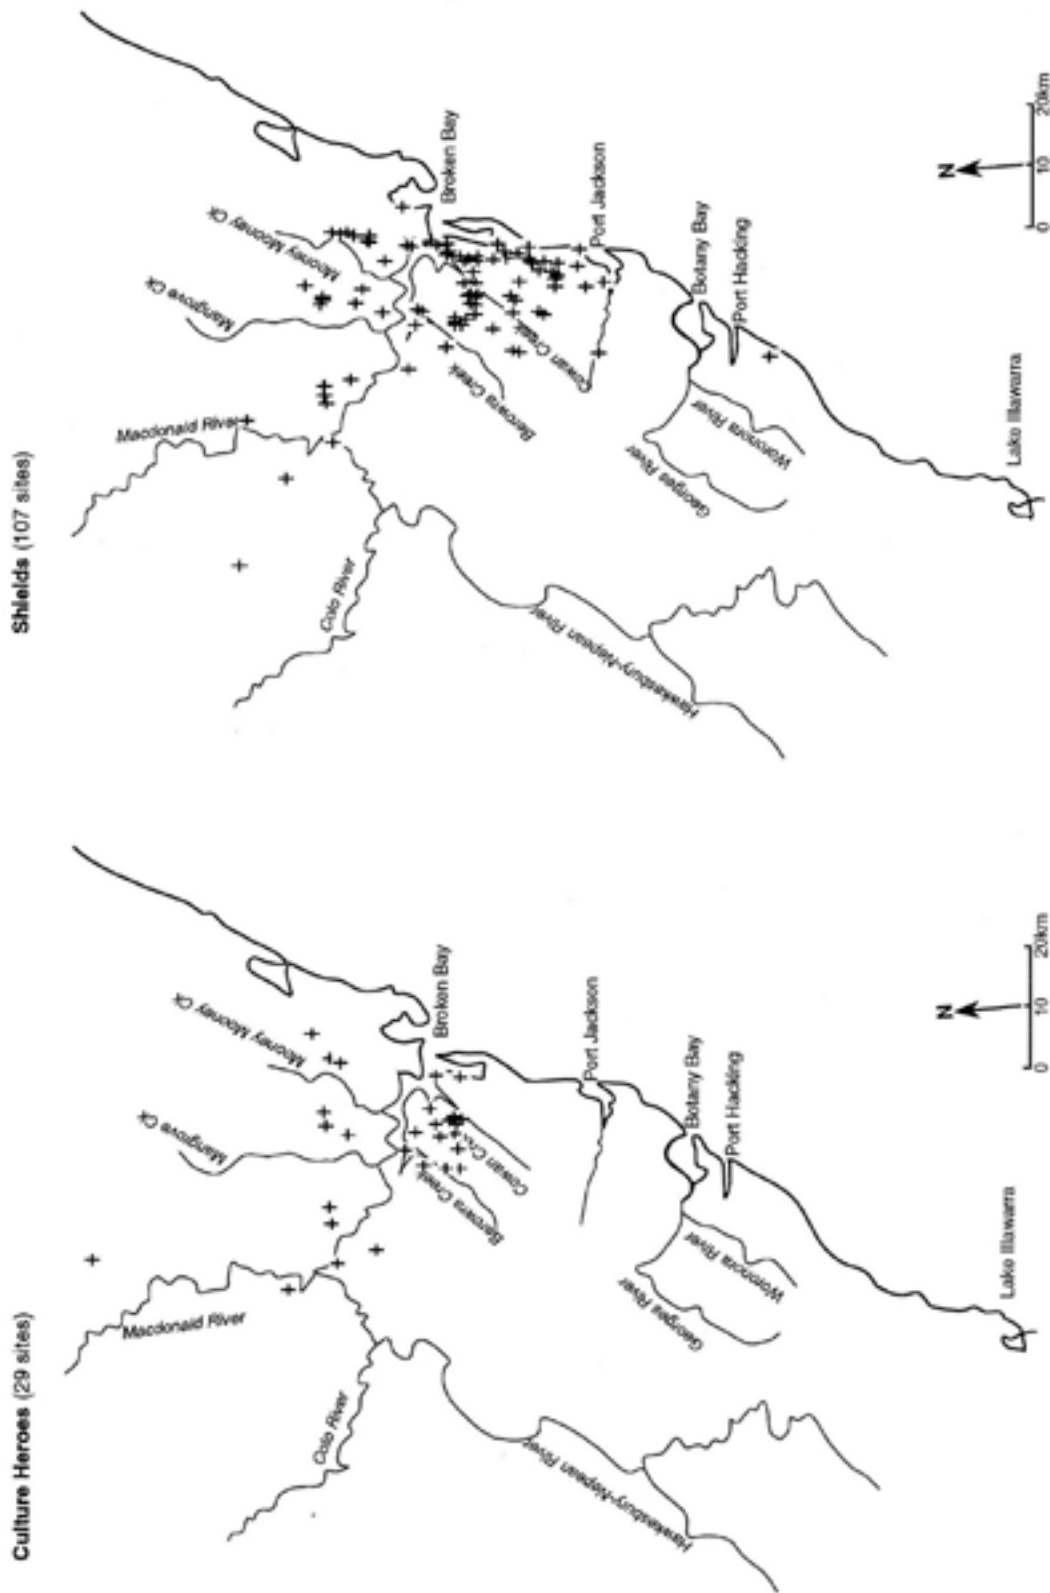 Culture Heroes (29 sites)
Macdonald River
Mangrove Ck
Mooney Mooney Ck
Colo River
Broken Bay
Berowra Creek
Port Jackson
Hawkesbury-Nepean River
Georges River
Woronora River
Botany Bay
Port Hacking
Lake Illawarra
N
0 10 20km
Shields (107 sites)
Macdonald River
Mangrove Ck
Mooney Mooney Ck
Colo River
Broken Bay
Berowra Creek
Cowan Creek
Port Jackson
Hawkesbury-Nepean River
Georges River
Woronora River
Botany Bay
Port Hacking
Lake Illawarra
N
0 10 20km